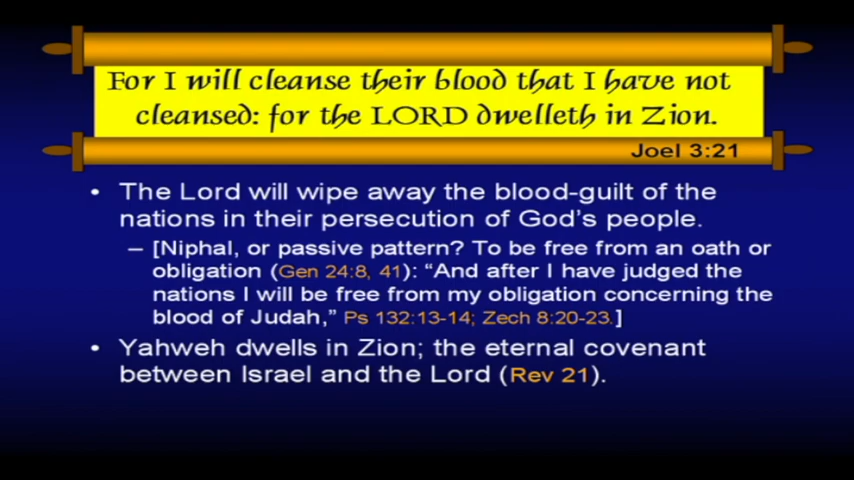 For I will cleanse their blood that I have not
cleansed: for the LORD dwelleth in Zion.
Joel 3:21
• The Lord will wipe away the blood-guilt of the
nations in their persecution of God's people.
– [Niphal, or passive pattern? To be free from an oath or
obligation (Gen 24:8, 41): “And after I have judged the
nations I will be free from my obligation concerning the
blood of Judah,” Ps 132:13-14; Zech 8:20-23.]
• Yahweh dwells in Zion; the eternal covenant
between Israel and the Lord (Rev 21).